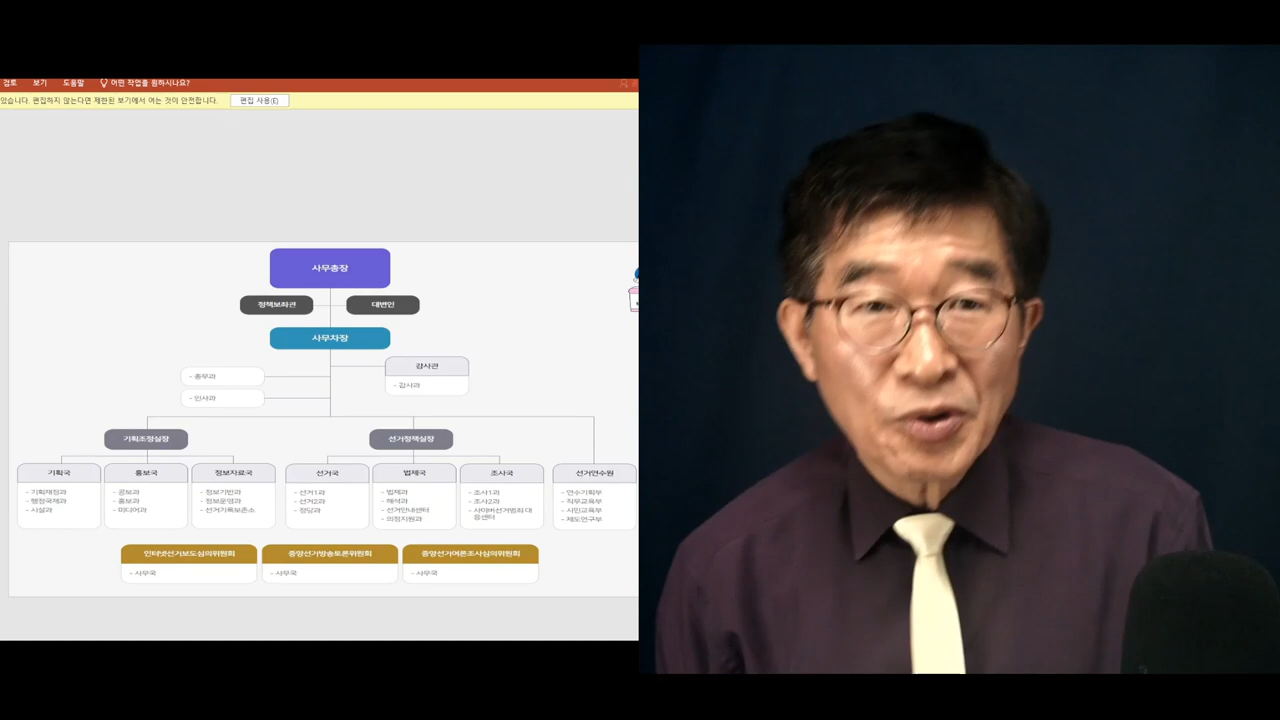 검토 보기 도움말 어떤 작업을 원하시나요?
있습니다. 편집하지 않는다면 제한된 보기에서 여는 것이 안전합니다. 편집 사용(E)
사무총장
정책보좌관 대변인
사무차장
감사관
- 감사과
- 총무과
- 인사과
기획조정실장 선거정책실장
기획국 홍보국 정보자료국 선거국 법제국 조사국 선거연수원
- 기획재정과
- 행정국제과
- 시설과
- 공보과
- 홍보과
- 미디어과
- 정보기반과
- 정보운영과
- 선거기록보존소
- 선거1과
- 선거2과
- 정당과
- 법제과
- 해석과
- 선거안내센터
- 의정지원과
- 조사1과
- 조사2과
- 사이버선거범죄 대
응센터
- 연수기획부
- 직무교육부
- 시민교육부
- 제도연구부
인터넷선거보도심의위원회 중앙선거방송토론위원회 중앙선거여론조사심의위원회
- 사무국 - 사무국 - 사무국